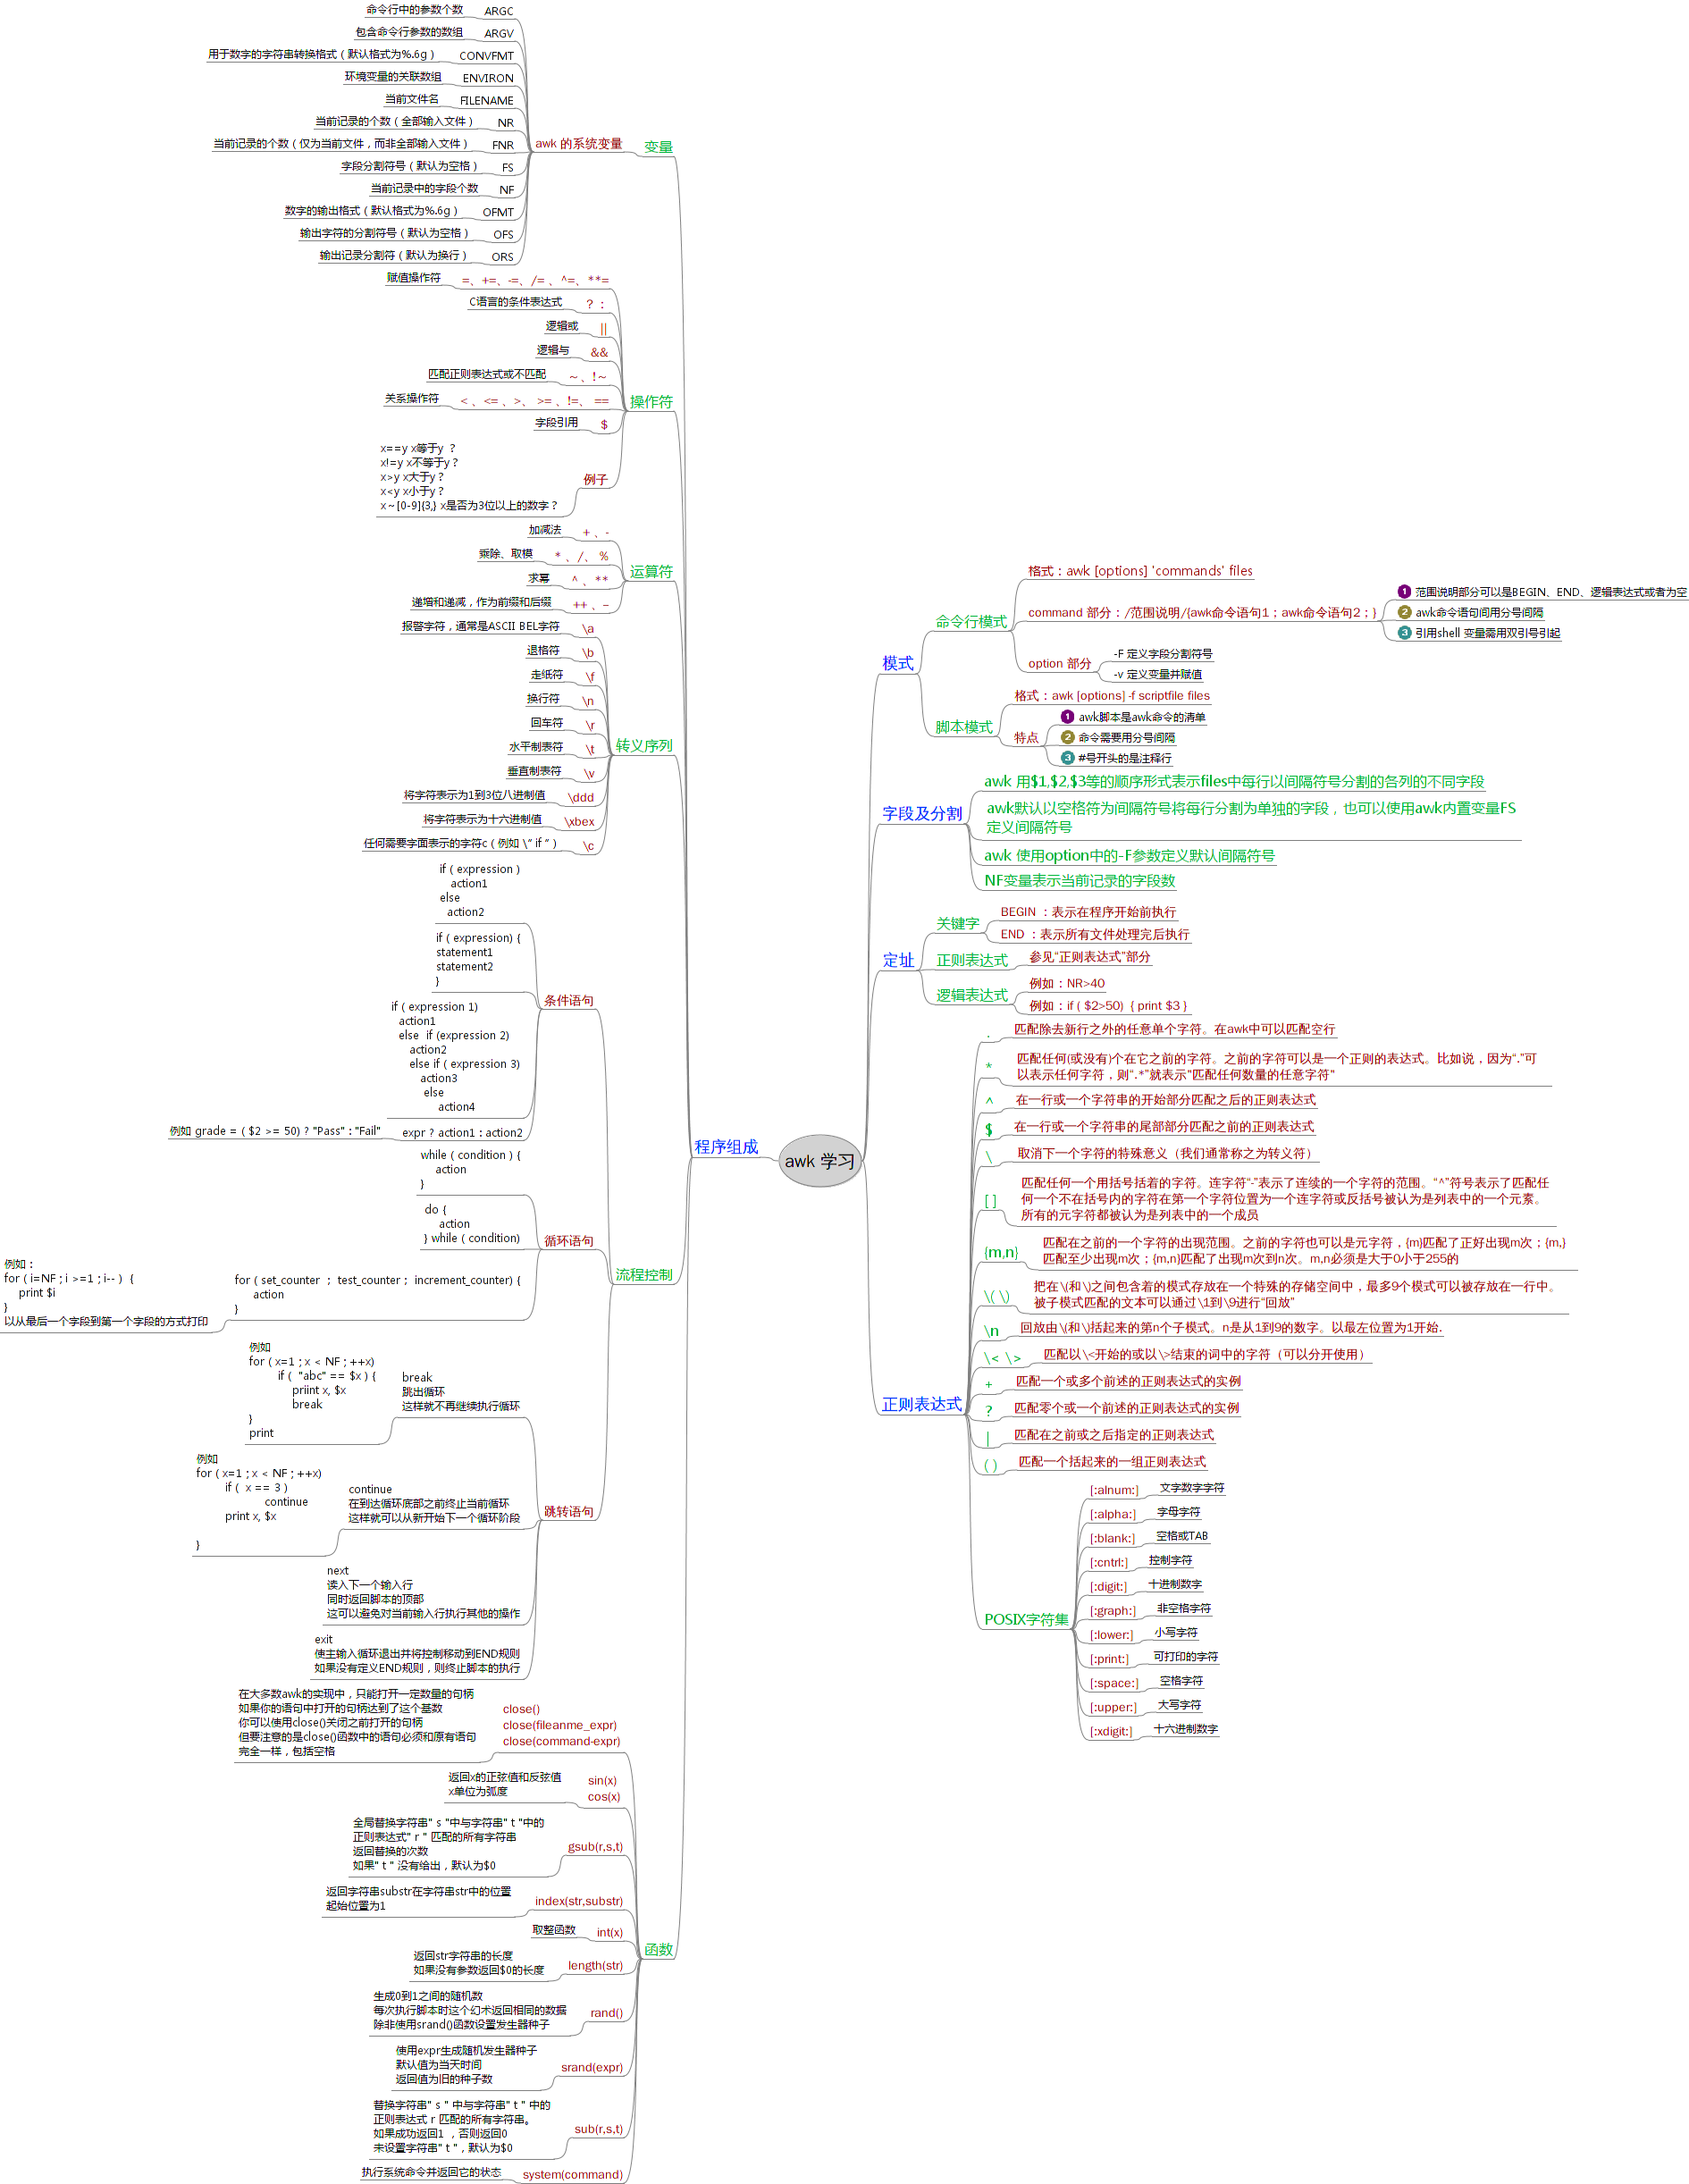 awk 学习
模式
命令行模式
格式：awk [options] 'commands' files
command 部分：/范围说明/{awk命令语句1；awk命令语句2；}
1 范围说明部分可以是BEGIN、END、逻辑表达式或者为空
2 awk命令语句间用分号间隔
3 引用shell 变量需用双引号引起
option 部分
-F 定义字段分割符号
-v 定义变量并赋值
脚本模式
格式：awk [options] -f scriptfile files
特点
1 awk脚本是awk命令的清单
2 命令需要用分号间隔
3 #号开头的是注释行
字段及分割
awk 用$1,$2,$3等的顺序形式表示files中每行以间隔符号分割的各列的不同字段
awk默认以空格符为间隔符号将每行分割为单独的字段，也可以使用awk内置变量FS
定义间隔符号
awk 使用option中的-F参数定义默认间隔符号
NF变量表示当前记录的字段数
定址
关键字
BEGIN ：表示在程序开始前执行
END ：表示所有文件处理完后执行
正则表达式
参见"正则表达式"部分
逻辑表达式
例如：NR>40
例如：if ( $2>50) { print $3 }
正则表达式
.
匹配除去新行之外的任意单个字符。在awk中可以匹配空行
*
匹配任何(或没有)个在它之前的字符。之前的字符可以是一个正则的表达式。比如说，因为"."可
以表示任何字符，则".*"就表示"匹配任何数量的任意字符"
^
在一行或一个字符串的开始部分匹配之后的正则表达式
$
在一行或一个字符串的尾部部分匹配之前的正则表达式
\
取消下一个字符的特殊意义（我们通常称之为转义符）
[ ]
匹配任何一个用括号括着的字符。连字符"-"表示了连续的一个字符的范围。"^"符号表示了匹配任
何一个不在括号内的字符在第一个字符位置为一个连字符或反括号被认为是列表中的一个元素。
所有的元字符都被认为是列表中的一个成员
{m,n}
匹配在之前的一个字符的出现范围。之前的字符也可以是元字符，{m}匹配了正好出现m次；{m,}
匹配至少出现m次；{m,n}匹配了出现m次到n次。m,n必须是大于0小于255的
\( \)
把在 \(和 \)之间包含着的模式存放在一个特殊的存储空间中，最多9个模式可以被存放在一行中。
被子模式匹配的文本可以通过 \1到 \9进行"回放"
\n
回放由 \(和 \)括起来的第n个子模式。n是从1到9的数字。以最左位置为1开始.
\< \>
匹配以 \<开始的或以 \>结束的词中的字符（可以分开使用）
+
匹配一个或多个前述的正则表达式的实例
?
匹配零个或一个前述的正则表达式的实例
|
匹配在之前或之后指定的正则表达式
( )
匹配一个括起来的一组正则表达式
POSIX字符集
[:alnum:] 文字数字字符
[:alpha:] 字母字符
[:blank:] 空格或TAB
[:cntrl:] 控制字符
[:digit:] 十进制数字
[:graph:] 非空格字符
[:lower:] 小写字符
[:print:] 可打印的字符
[:space:] 空格字符
[:upper:] 大写字符
[:xdigit:] 十六进制数字
程序组成
变量
awk 的系统变量
命令行中的参数个数 ARGC
包含命令行参数的数组 ARGV
用于数字的字符串转换格式（默认格式为%.6g） CONVFMT
环境变量的关联数组 ENVIRON
当前文件名 FILENAME
当前记录的个数（全部输入文件） NR
当前记录的个数（仅为当前文件，而非全部输入文件） FNR
字段分割符号（默认为空格） FS
当前记录中的字段个数 NF
数字的输出格式（默认格式为%.6g） OFMT
输出字符的分割符号（默认为空格） OFS
输出记录分割符（默认为换行） ORS
操作符
赋值操作符 =、+=、-=、/= 、^=、**=
C语言的条件表达式 ? :
逻辑或 ||
逻辑与 &&
匹配正则表达式或不匹配 ~ 、!~
关系操作符 < 、<= 、>、 >= 、!=、 ==
字段引用 $
例子
x==y x等于y ？
x!=y x不等于y？
x>y x大于y？
x<y x小于y？
x～[0-9]{3,} x是否为3位以上的数字？
运算符
加减法 + 、-
乘除、取模 * 、/、 %
求幂 ^ 、**
递增和递减，作为前缀和后缀 ++ 、–
转义序列
报警字符，通常是ASCII BEL字符 \a
退格符 \b
走纸符 \f
换行符 \n
回车符 \r
水平制表符 \t
垂直制表符 \v
将字符表示为1到3位八进制值 \ddd
将字符表示为十六进制值 \xbex
任何需要字面表示的字符c（例如 \" if "） \c
流程控制
条件语句
if ( expression )
action1
else
action2
if ( expression) {
statement1
statement2
}
if ( expression 1)
action1
else if (expression 2)
action2
else if ( expression 3)
action3
else
action4
例如 grade = ( $2 >= 50) ? "Pass" : "Fail" expr ? action1 : action2
循环语句
while ( condition ) {
action
}
do {
action
} while ( condition)
for ( set_counter ; test_counter ; increment_counter) {
action
}
例如：
for ( i=NF ; i >=1 ; i-- ) {
print $i
}
以从最后一个字段到第一个字段的方式打印
跳转语句
break
跳出循环
这样就不再继续执行循环
例如
for ( x=1 ; x < NF ; ++x)
if ( "abc" == $x ) {
priint x, $x
break
}
print
continue
在到达循环底部之前终止当前循环
这样就可以从新开始下一个循环阶段
例如
for ( x=1 ; x < NF ; ++x)
if ( x == 3 )
continue
print x, $x
}
next
读入下一个输入行
同时返回脚本的顶部
这可以避免对当前输入行执行其他的操作
exit
使主输入循环退出并将控制移动到END规则
如果没有定义END规则，则终止脚本的执行
函数
close()
close(fileanme_expr)
close(command-expr)
在大多数awk的实现中，只能打开一定数量的句柄
如果你的语句中打开的句柄达到了这个基数
你可以使用close()关闭之前打开的句柄
但要注意的是close()函数中的语句必须和原有语句
完全一样，包括空格
sin(x)
cos(x)
返回x的正弦值和反弦值
x单位为弧度
gsub(r,s,t)
全局替换字符串" s "中与字符串" t "中的
正则表达式" r " 匹配的所有字符串
返回替换的次数
如果" t " 没有给出，默认为$0
index(str,substr)
返回字符串substr在字符串str中的位置
起始位置为1
取整函数 int(x)
length(str)
返回str字符串的长度
如果没有参数返回$0的长度
rand()
生成0到1之间的随机数
每次执行脚本时这个幻术返回相同的数据
除非使用srand()函数设置发生器种子
srand(expr)
使用expr生成随机发生器种子
默认值为当天时间
返回值为旧的种子数
sub(r,s,t)
替换字符串" s " 中与字符串" t " 中的
正则表达式 r 匹配的所有字符串。
如果成功返回1 ，否则返回0
未设置字符串" t "，默认为$0
执行系统命令并返回它的状态 system(command)